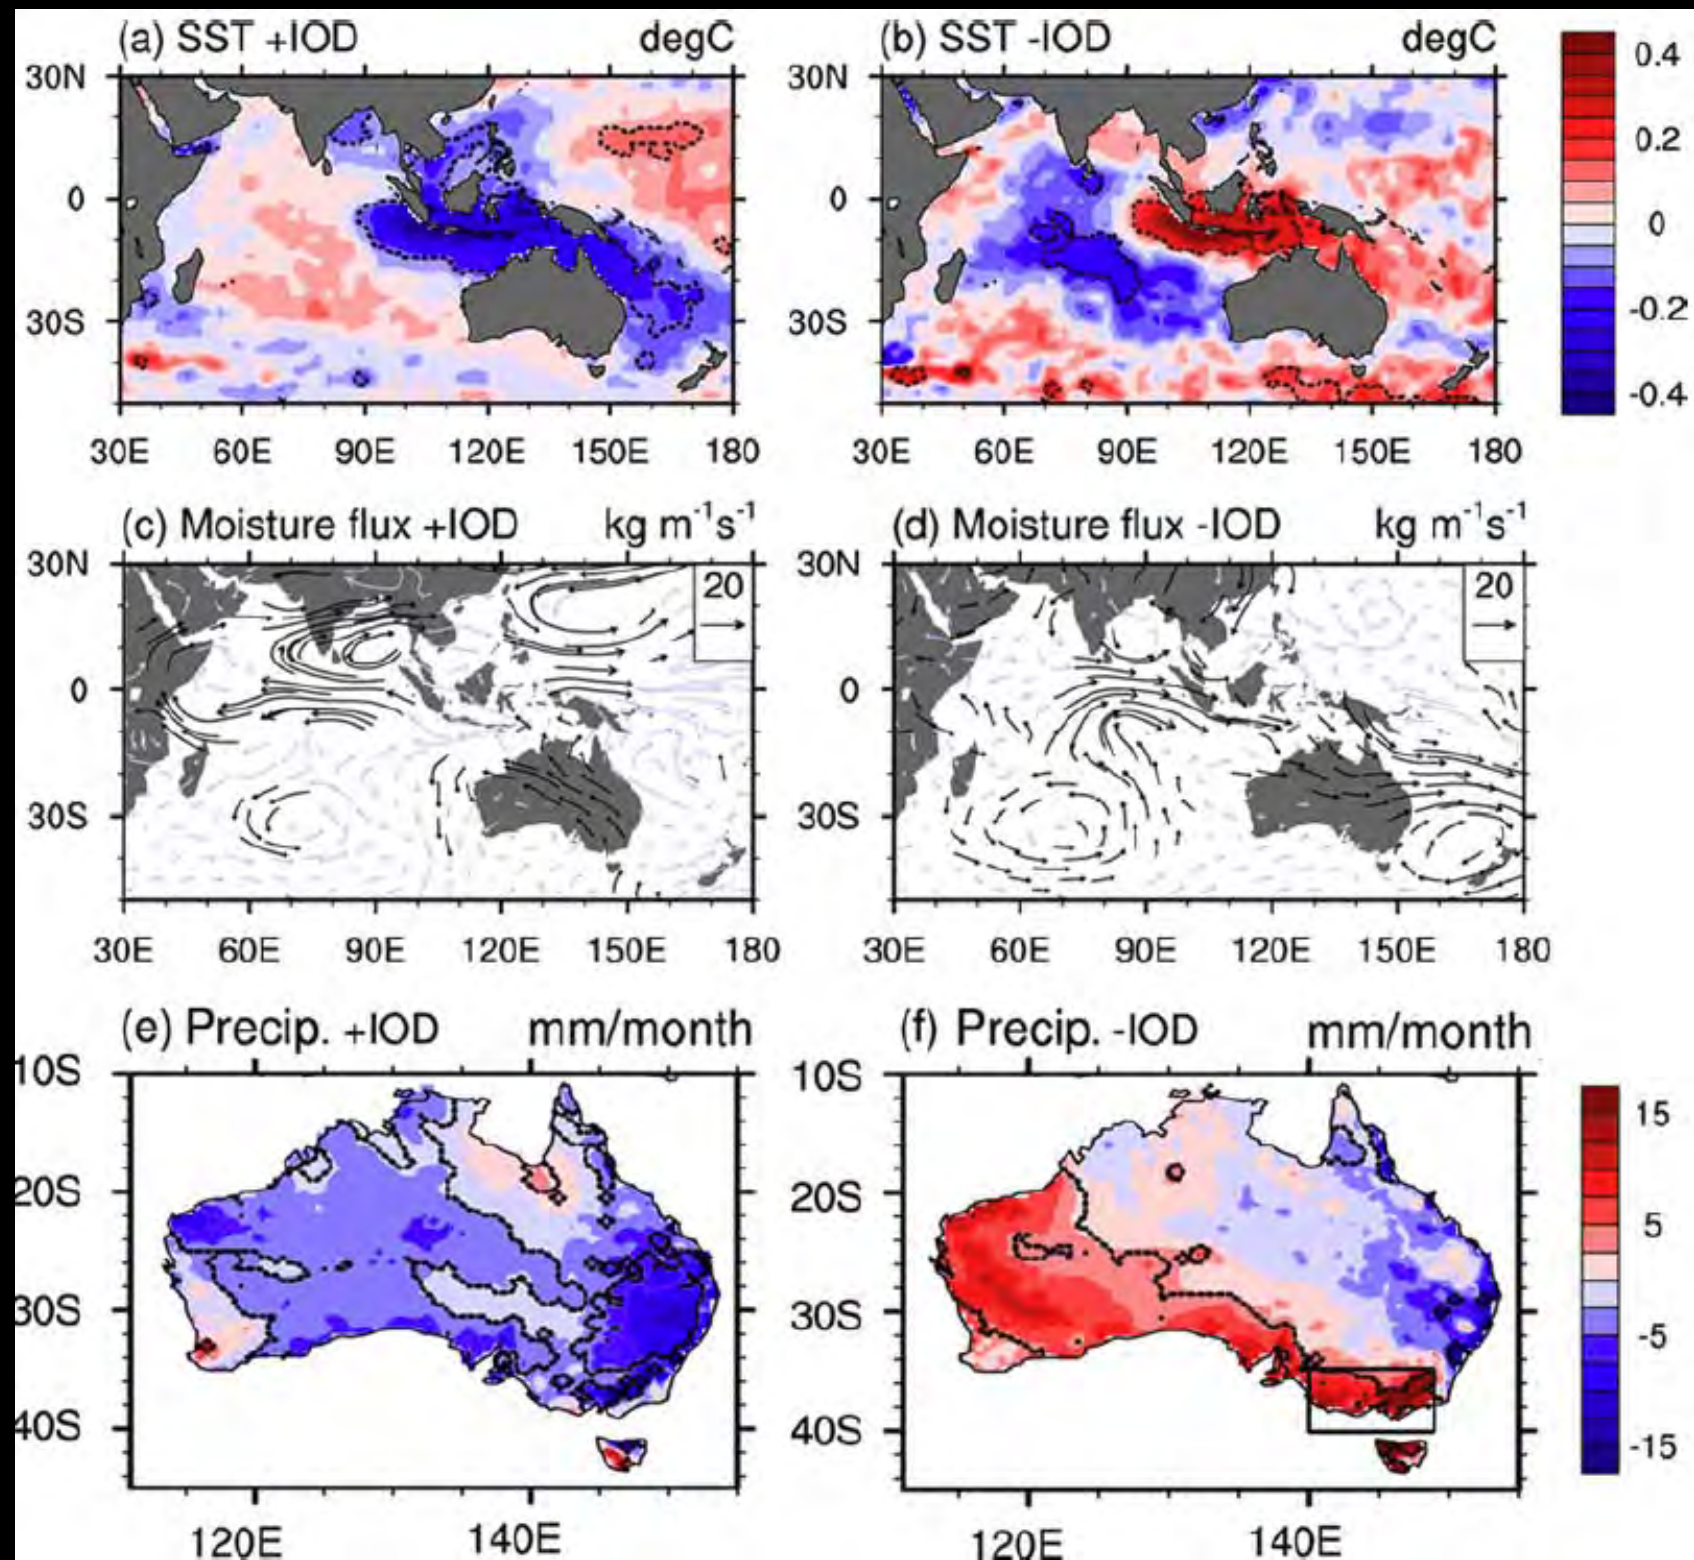 (a) SST +IOD degC
(b) SST -IOD degC
30N
0
30S
30E 60E 90E 120E 150E 180
30N
0
30S
30E 60E 90E 120E 150E 180
0.4
0.2
0
-0.2
-0.4
(c) Moisture flux +IOD kg m⁻¹s⁻¹
(d) Moisture flux -IOD kg m⁻¹s⁻¹
30N
0
30S
20
30E 60E 90E 120E 150E 180
30N
0
30S
20
30E 60E 90E 120E 150E 180
(e) Precip. +IOD mm/month
(f) Precip. -IOD mm/month
10S
20S
30S
40S
120E 140E
10S
20S
30S
40S
120E 140E
15
5
-5
-15